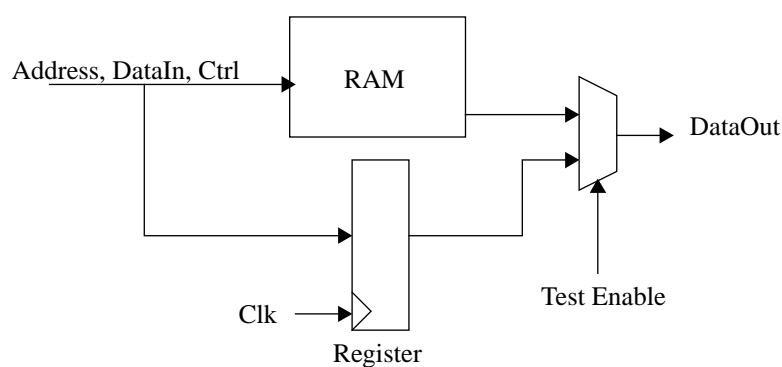 Address, DataIn, Ctrl
RAM
DataOut
Test Enable
Clk
Register